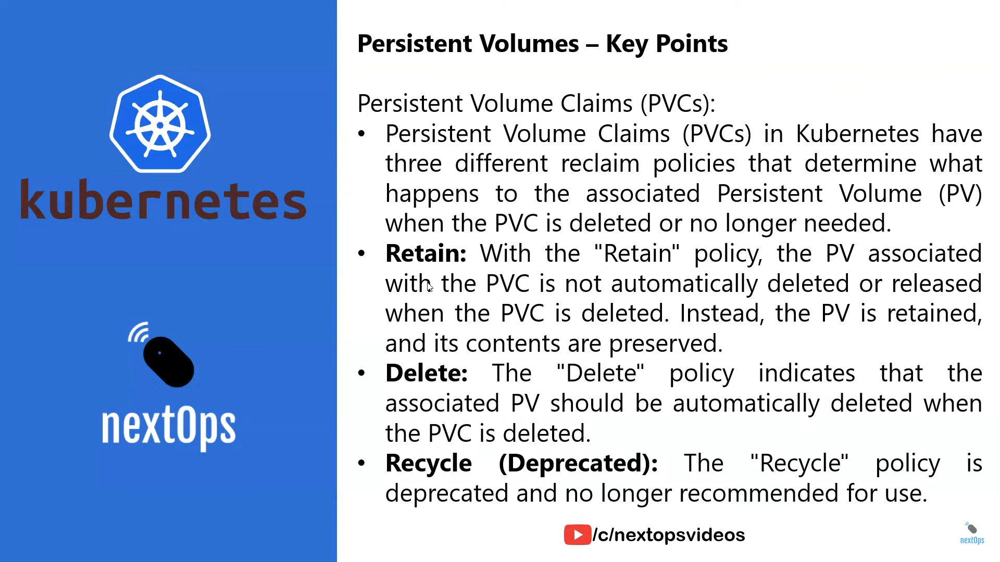 kubernetes
nextOps
Persistent Volumes – Key Points
Persistent Volume Claims (PVCs):
• Persistent Volume Claims (PVCs) in Kubernetes have
three different reclaim policies that determine what
happens to the associated Persistent Volume (PV)
when the PVC is deleted or no longer needed.
• Retain: With the "Retain" policy, the PV associated
with the PVC is not automatically deleted or released
when the PVC is deleted. Instead, the PV is retained,
and its contents are preserved.
• Delete: The "Delete" policy indicates that the
associated PV should be automatically deleted when
the PVC is deleted.
• Recycle (Deprecated): The "Recycle" policy is
deprecated and no longer recommended for use.
/c/nextopsvideos
nextOps